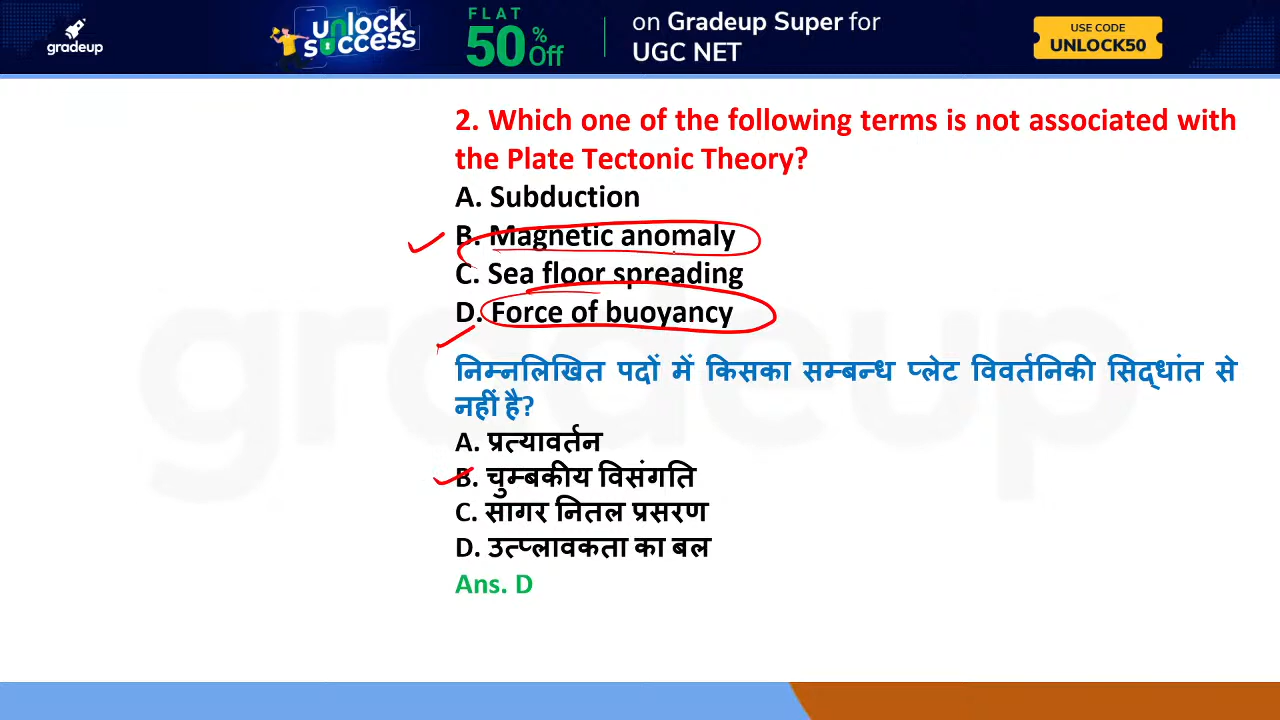 gradeup
unlock
success
FLAT
50% Off
on Gradeup Super for
UGC NET
USE CODE
UNLOCK50
2. Which one of the following terms is not associated with
the Plate Tectonic Theory?
A. Subduction
B. Magnetic anomaly
C. Sea floor spreading
D. Force of buoyancy
gradeup
निम्नलिखित पदों में किसका सम्बन्ध प्लेट विवर्तनिकी सिद्धांत से
नहीं है?
A. प्रत्यावर्तन
B. चुम्बकीय विसंगति
C. सागर नितल प्रसरण
D. उत्प्लावकता का बल
Ans. D